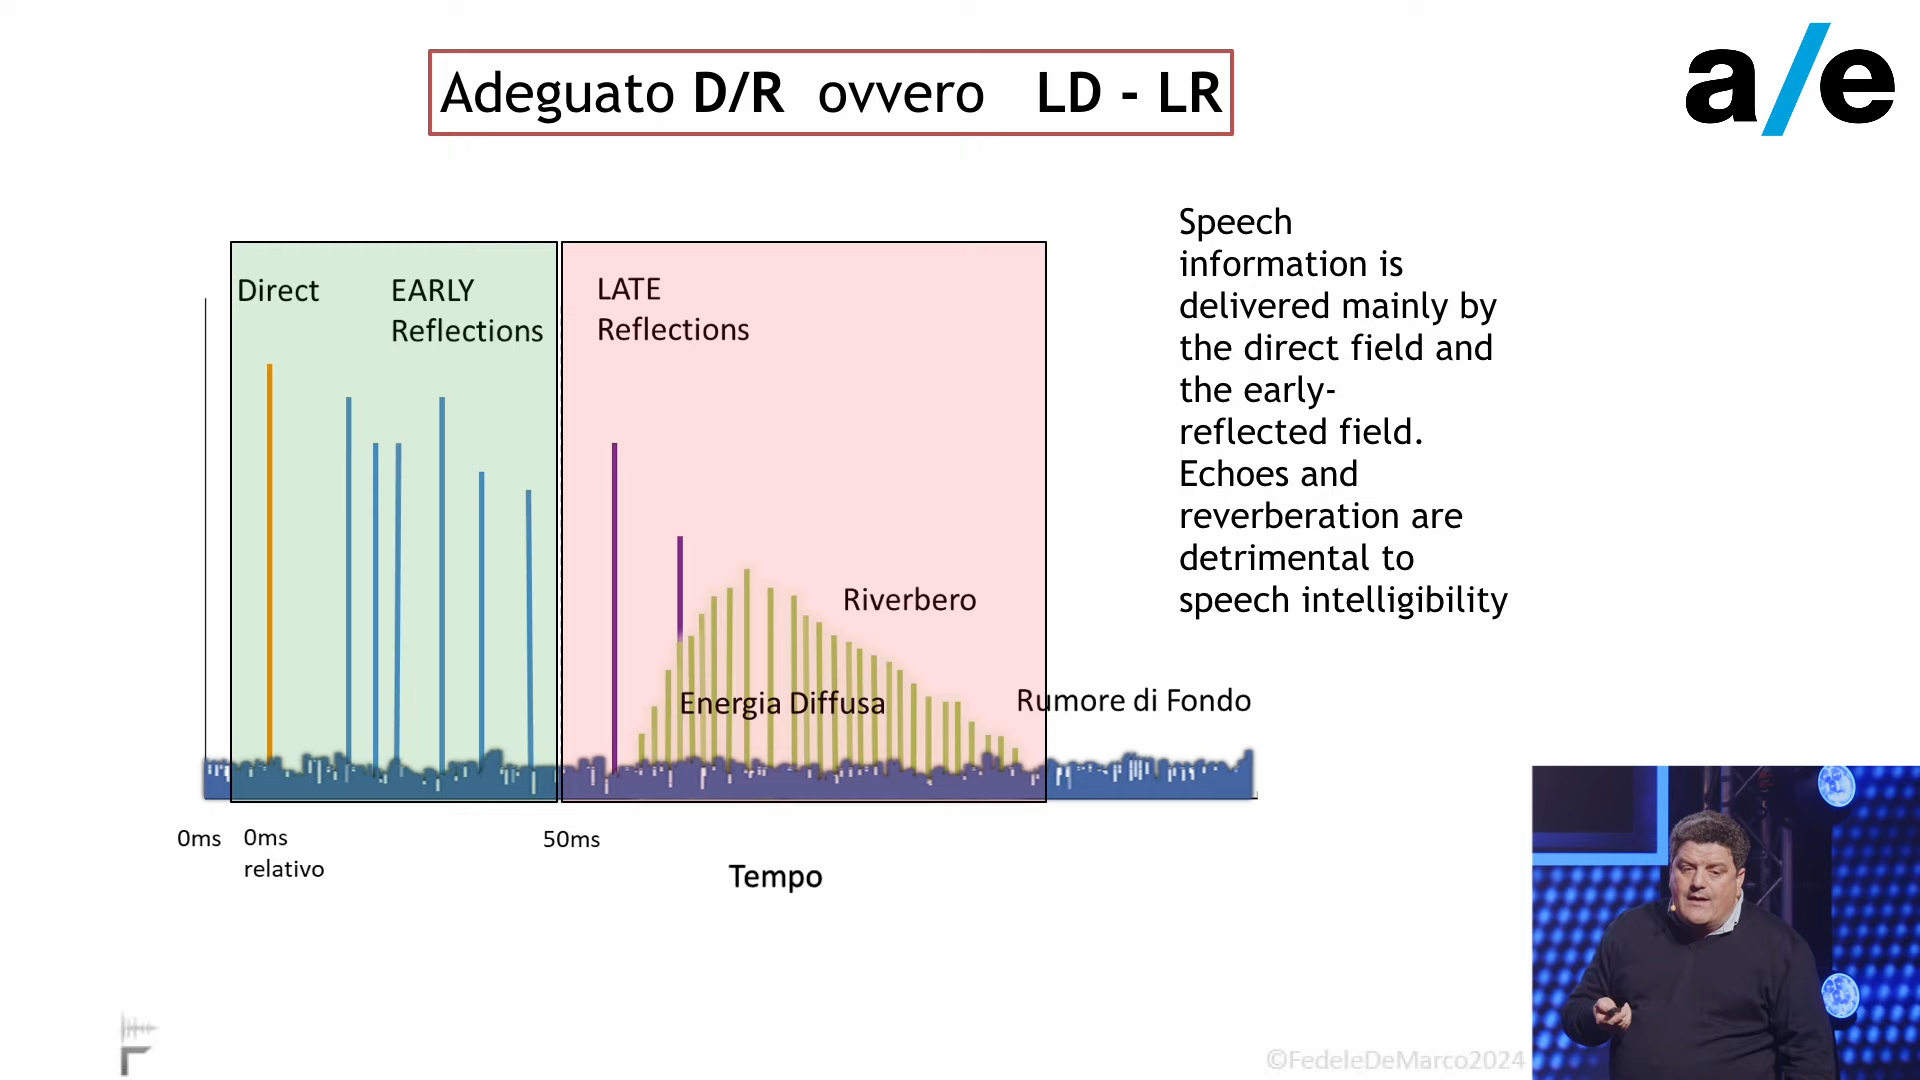 Adeguato D/R ovvero LD - LR
a/e
Speech
information is
delivered mainly by
the direct field and
the early-
reflected field.
Echoes and
reverberation are
detrimental to
speech intelligibility
Direct
EARLY
Reflections
LATE
Reflections
Riverbero
Energia Diffusa
Rumore di Fondo
0ms
0ms
relativo
50ms
Tempo
©FedeleDeMarco2024